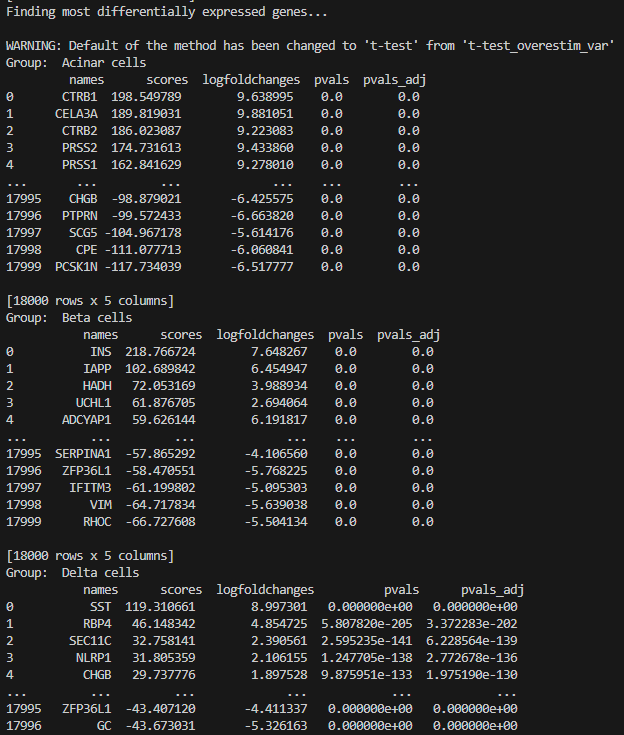 Finding most differentially expressed genes...
WARNING: Default of the method has been changed to 't-test' from 't-test_overestim_var'
Group:  Acinar cells
names scores logfoldchanges pvals pvals_adj
0 CTRB1 198.549789 9.638995 0.0 0.0
1 CELA3A 189.819031 9.881051 0.0 0.0
2 CTRB2 186.023087 9.223083 0.0 0.0
3 PRSS2 174.731613 9.433860 0.0 0.0
4 PRSS1 162.841629 9.278010 0.0 0.0
... ... ... ... ... ...
17995 CHGB -98.879021 -6.425575 0.0 0.0
17996 PTPRN -99.572433 -6.663820 0.0 0.0
17997 SCG5 -104.967178 -5.614176 0.0 0.0
17998 CPE -111.077713 -6.060841 0.0 0.0
17999 PCSK1N -117.734039 -6.517777 0.0 0.0
[18000 rows x 5 columns]
Group:  Beta cells
names scores logfoldchanges pvals pvals_adj
0 INS 218.766724 7.648267 0.0 0.0
1 IAPP 102.689842 6.454947 0.0 0.0
2 HADH 72.053169 3.988934 0.0 0.0
3 UCHL1 61.876705 2.694064 0.0 0.0
4 ADCYAP1 59.626144 6.191817 0.0 0.0
... ... ... ... ... ...
17995 SERPINA1 -57.865292 -4.106560 0.0 0.0
17996 ZFP36L1 -58.470551 -5.768225 0.0 0.0
17997 IFITM3 -61.199802 -5.095303 0.0 0.0
17998 VIM -64.717834 -5.639038 0.0 0.0
17999 RHOC -66.727608 -5.504134 0.0 0.0
[18000 rows x 5 columns]
Group:  Delta cells
names scores logfoldchanges pvals pvals_adj
0 SST 119.310661 8.997301 0.000000e+00 0.000000e+00
1 RBP4 46.148342 4.854725 5.807820e-205 3.372283e-202
2 SEC11C 32.758141 2.390561 2.595235e-141 6.228564e-139
3 NLRP1 31.805359 2.106155 1.247705e-138 2.772678e-136
4 CHGB 29.737776 1.897528 9.875951e-133 1.975190e-130
... ... ... ... ... ...
17995 ZFP36L1 -43.407120 -4.411337 0.000000e+00 0.000000e+00
17996 GC -43.673031 -5.326163 0.000000e+00 0.000000e+00